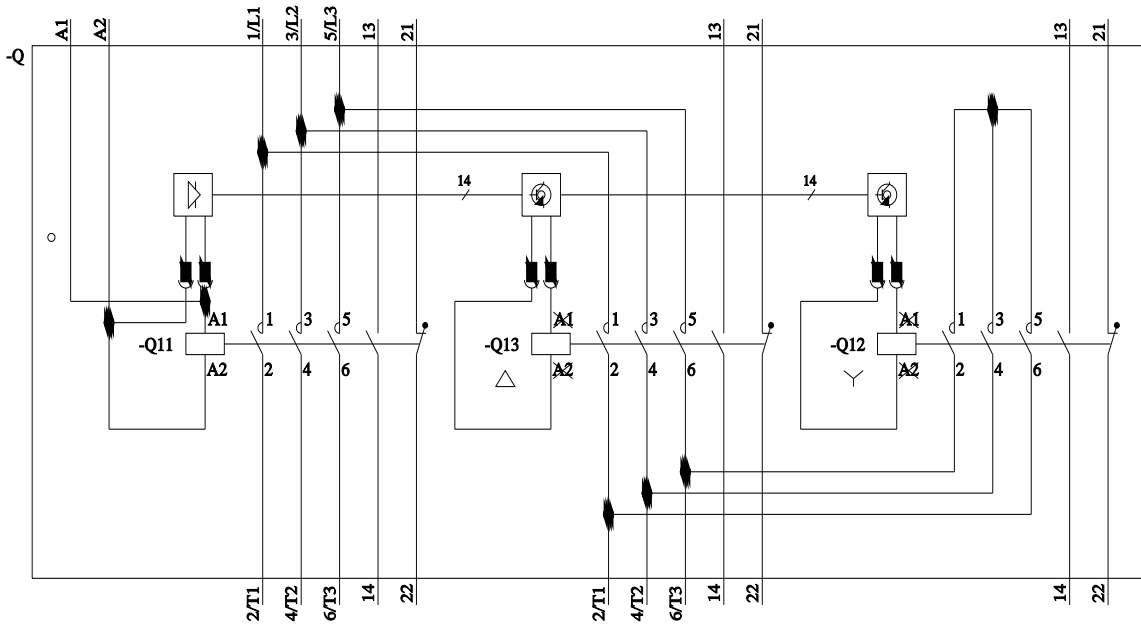 A1 A2 1/L1 3/L2 5/L3 13 21 13 21 13 21
-Q
14 14
A1 1 3 5 A1 1 3 5 A1 1 3 5
-Q11 -Q13 -Q12
A2 2 4 6 A2 2 4 6 A2 2 4 6
2/T1 4/T2 6/T3 14 22 2/T1 4/T2 6/T3 14 22 14 22